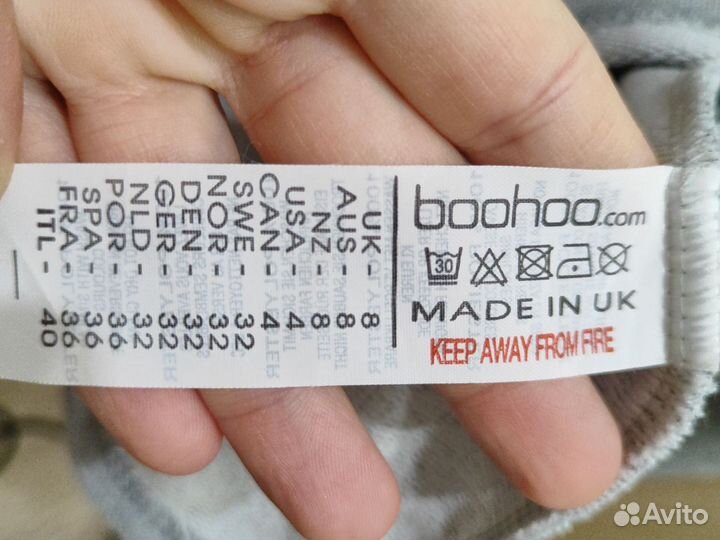 boohoo.com
30
MADE IN UK
KEEP AWAY FROM FIRE
UK - 8
AUS - 8
NZ - 8
USA - 4
CAN - 4
SWE - 32
NOR - 32
DEN - 32
GER - 32
NLD - 32
POR - 36
SPA - 36
FRA - 36
ITL - 40
Avito